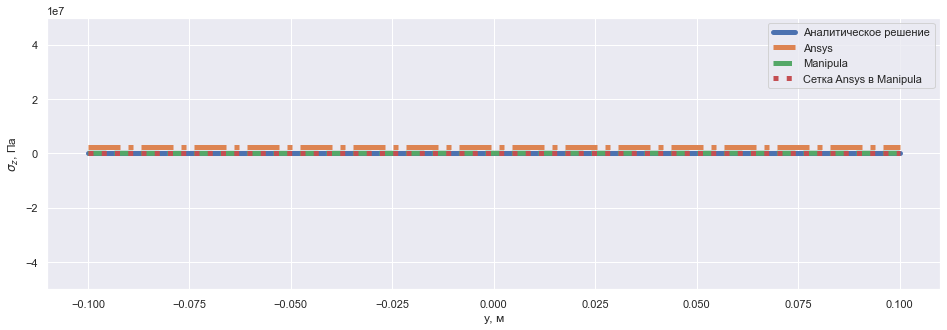 1e7
Аналитическое решение
Ansys
Manipula
Сетка Ansys в Manipula
4
2
0
−2
−4
σz, Па
−0.100 −0.075 −0.050 −0.025 0.000 0.025 0.050 0.075 0.100
y, м